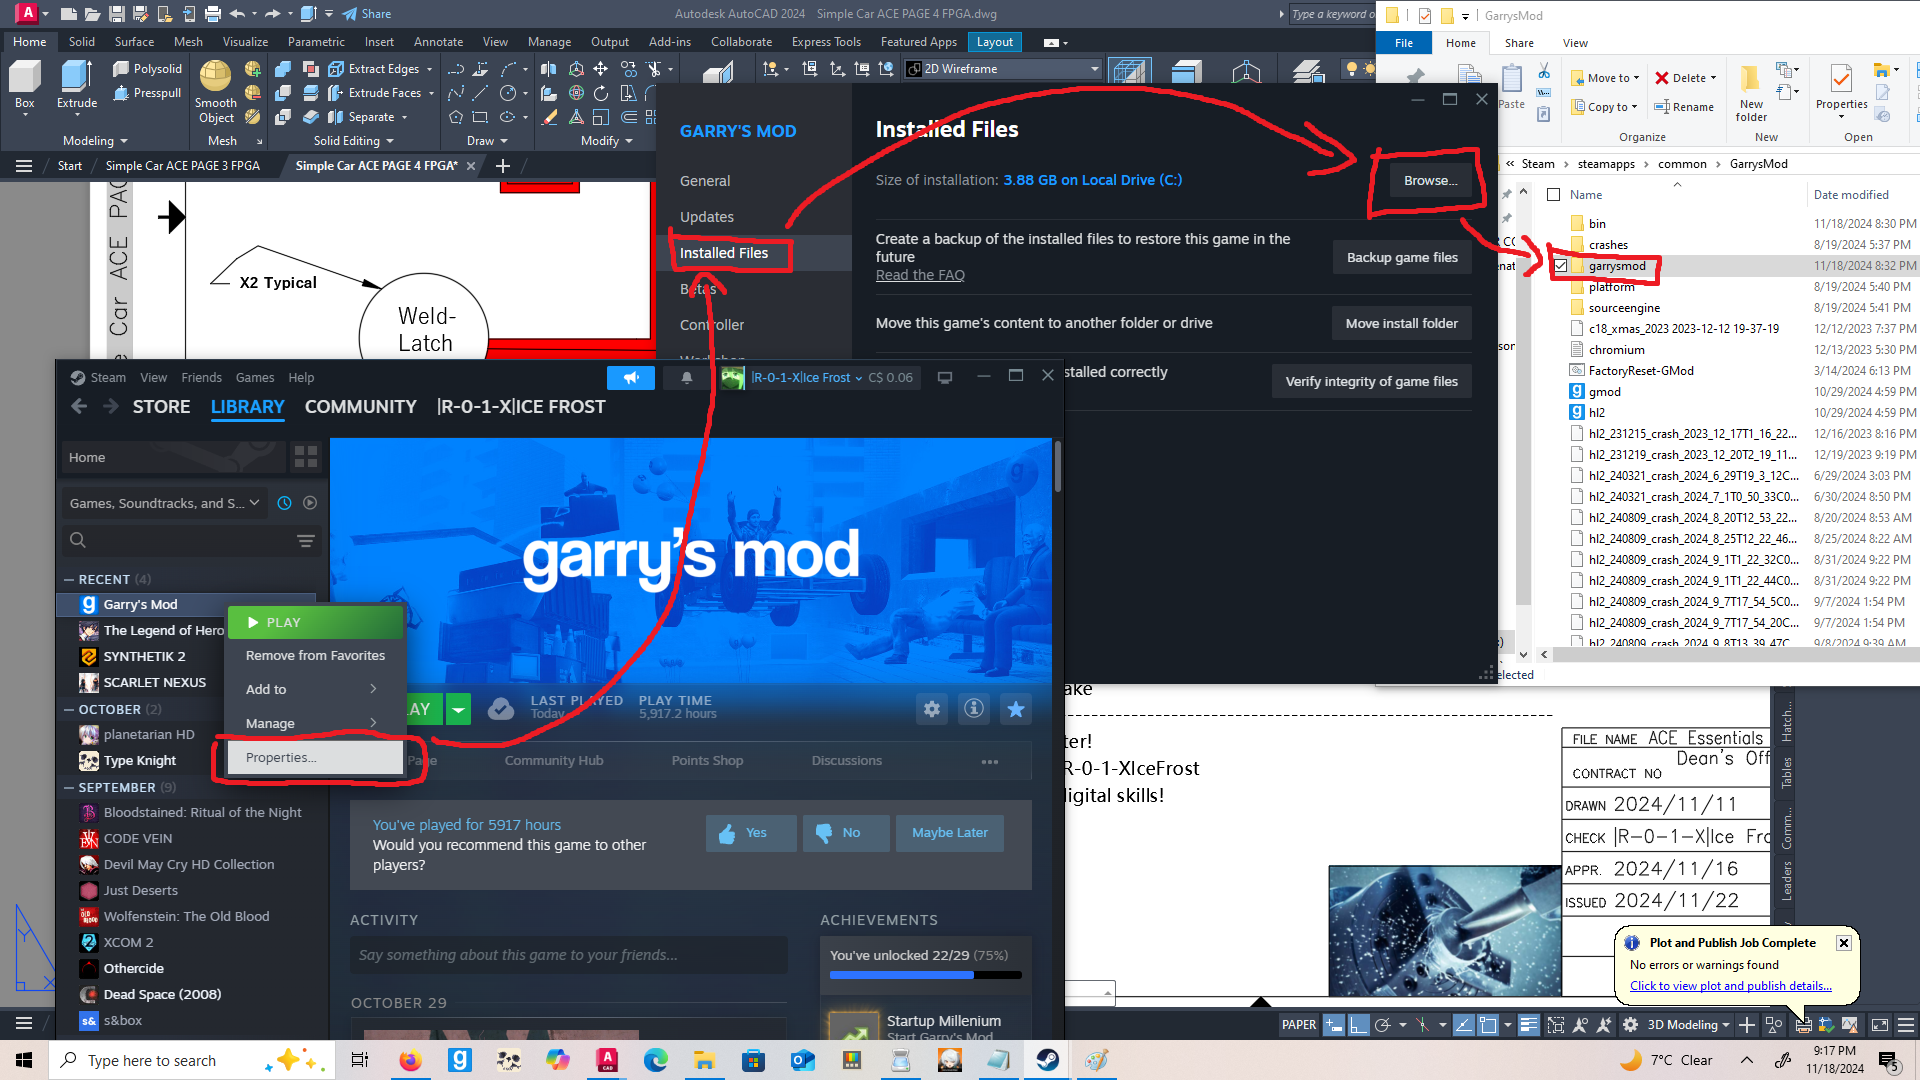 Share
Autodesk AutoCAD 2024 Simple Car ACE PAGE 4 FPGA.dwg
Type a keyword o
Home Solid Surface Mesh Visualize Parametric Insert Annotate View Manage Output Add-ins Collaborate Express Tools Featured Apps Layout
Box
Extrude
Polysolid
Presspull
Smooth
Object
Extract Edges
Extrude Faces
Separate
2D Wireframe
Modeling Mesh Solid Editing Draw Modify
Start Simple Car ACE PAGE 3 FPGA Simple Car ACE PAGE 4 FPGA*
Car ACE PAG
X2 Typical
Weld-
Latch
GarrysMod
File Home Share View
Paste
Move to
Copy to
Delete
Rename
New
folder
Properties
Organize New Open
Steam steamapps common GarrysMod
Name Date modified
bin 11/18/2024 8:30 PM
crashes 8/19/2024 5:37 PM
garrysmod 11/18/2024 8:32 PM
platform 8/19/2024 5:40 PM
sourceengine 8/19/2024 5:41 PM
c18_xmas_2023 2023-12-12 19-37-19 12/12/2023 7:37 PM
chromium 12/13/2023 5:30 PM
FactoryReset-GMod 3/14/2024 6:13 PM
gmod 10/29/2024 4:59 PM
hl2 10/29/2024 4:59 PM
hl2_231215_crash_2023_12_17T1_16_22... 12/16/2023 8:16 PM
hl2_231219_crash_2023_12_20T2_19_11... 12/19/2023 9:19 PM
hl2_240321_crash_2024_6_29T19_3_12C... 6/29/2024 3:03 PM
hl2_240321_crash_2024_7_1T0_50_33C0... 6/30/2024 8:50 PM
hl2_240809_crash_2024_8_20T12_53_22... 8/20/2024 8:53 AM
hl2_240809_crash_2024_8_25T12_22_46... 8/25/2024 8:22 AM
hl2_240809_crash_2024_9_1T1_22_32C0... 8/31/2024 9:22 PM
hl2_240809_crash_2024_9_1T1_22_44C0... 8/31/2024 9:22 PM
hl2_240809_crash_2024_9_7T17_54_5C0... 9/7/2024 1:54 PM
hl2_240809_crash_2024_9_7T17_54_20C... 9/7/2024 1:54 PM
hl2_240809_crash_2024_9_8T13_39_47C... 9/8/2024 9:39 AM
elected
GARRY'S MOD
General
Updates
Installed Files
Betas
Controller
Workshop
Installed Files
Size of installation: 3.88 GB on Local Drive (C:)
Browse...
Create a backup of the installed files to restore this game in the
future
Read the FAQ
Backup game files
Move this game's content to another folder or drive
Move install folder
stalled correctly
Verify integrity of game files
Steam View Friends Games Help
|R-0-1-X|Ice Frost C$ 0.06
STORE LIBRARY COMMUNITY |R-0-1-X|ICE FROST
Home
Games, Soundtracks, and S...
RECENT (4)
Garry's Mod
The Legend of Hero
SYNTHETIK 2
SCARLET NEXUS
OCTOBER (2)
planetarian HD
Type Knight
SEPTEMBER (9)
Bloodstained: Ritual of the Night
CODE VEIN
Devil May Cry HD Collection
Just Deserts
Wolfenstein: The Old Blood
XCOM 2
Othercide
Dead Space (2008)
s&box
PLAY
Remove from Favorites
Add to
Manage
Properties...
garry's mod
LAY
LAST PLAYED
Today
PLAY TIME
5,917.2 hours
Page Community Hub Points Shop Discussions
You've played for 5917 hours
Would you recommend this game to other
players?
Yes No Maybe Later
ACTIVITY
Say something about this game to your friends...
OCTOBER 29
ACHIEVEMENTS
You've unlocked 22/29 (75%)
Startup Millenium
Start Garry's Mod
ake
ter!
R-0-1-XIceFrost
digital skills!
FILE NAME ACE Essentials
Dean's Off
CONTRACT NO
DRAWN 2024/11/11
CHECK |R-0-1-X|Ice Fro
APPR. 2024/11/16
ISSUED 2024/11/22
Hatch...
Tables
Comm...
Leaders
Plot and Publish Job Complete
No errors or warnings found
Click to view plot and publish details...
PAPER
3D Modeling
Type here to search
7°C Clear
9:17 PM
11/18/2024
5